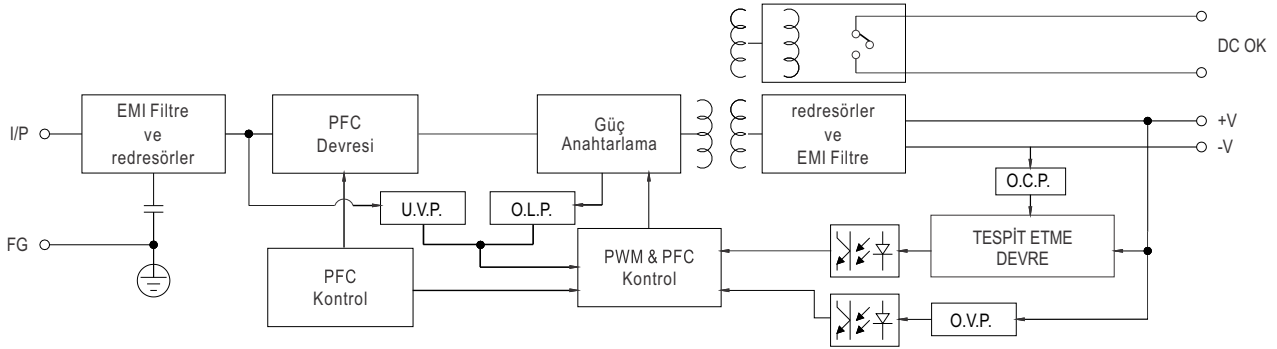 DC OK
I/P
EMI Filtre
ve
redresörler
PFC
Devresi
Güç
Anahtarlama
redresörler
ve
EMI Filtre
+V
-V
U.V.P.
O.L.P.
O.C.P.
FG
PFC
Kontrol
PWM & PFC
Kontrol
TESPİT ETME
DEVRE
O.V.P.